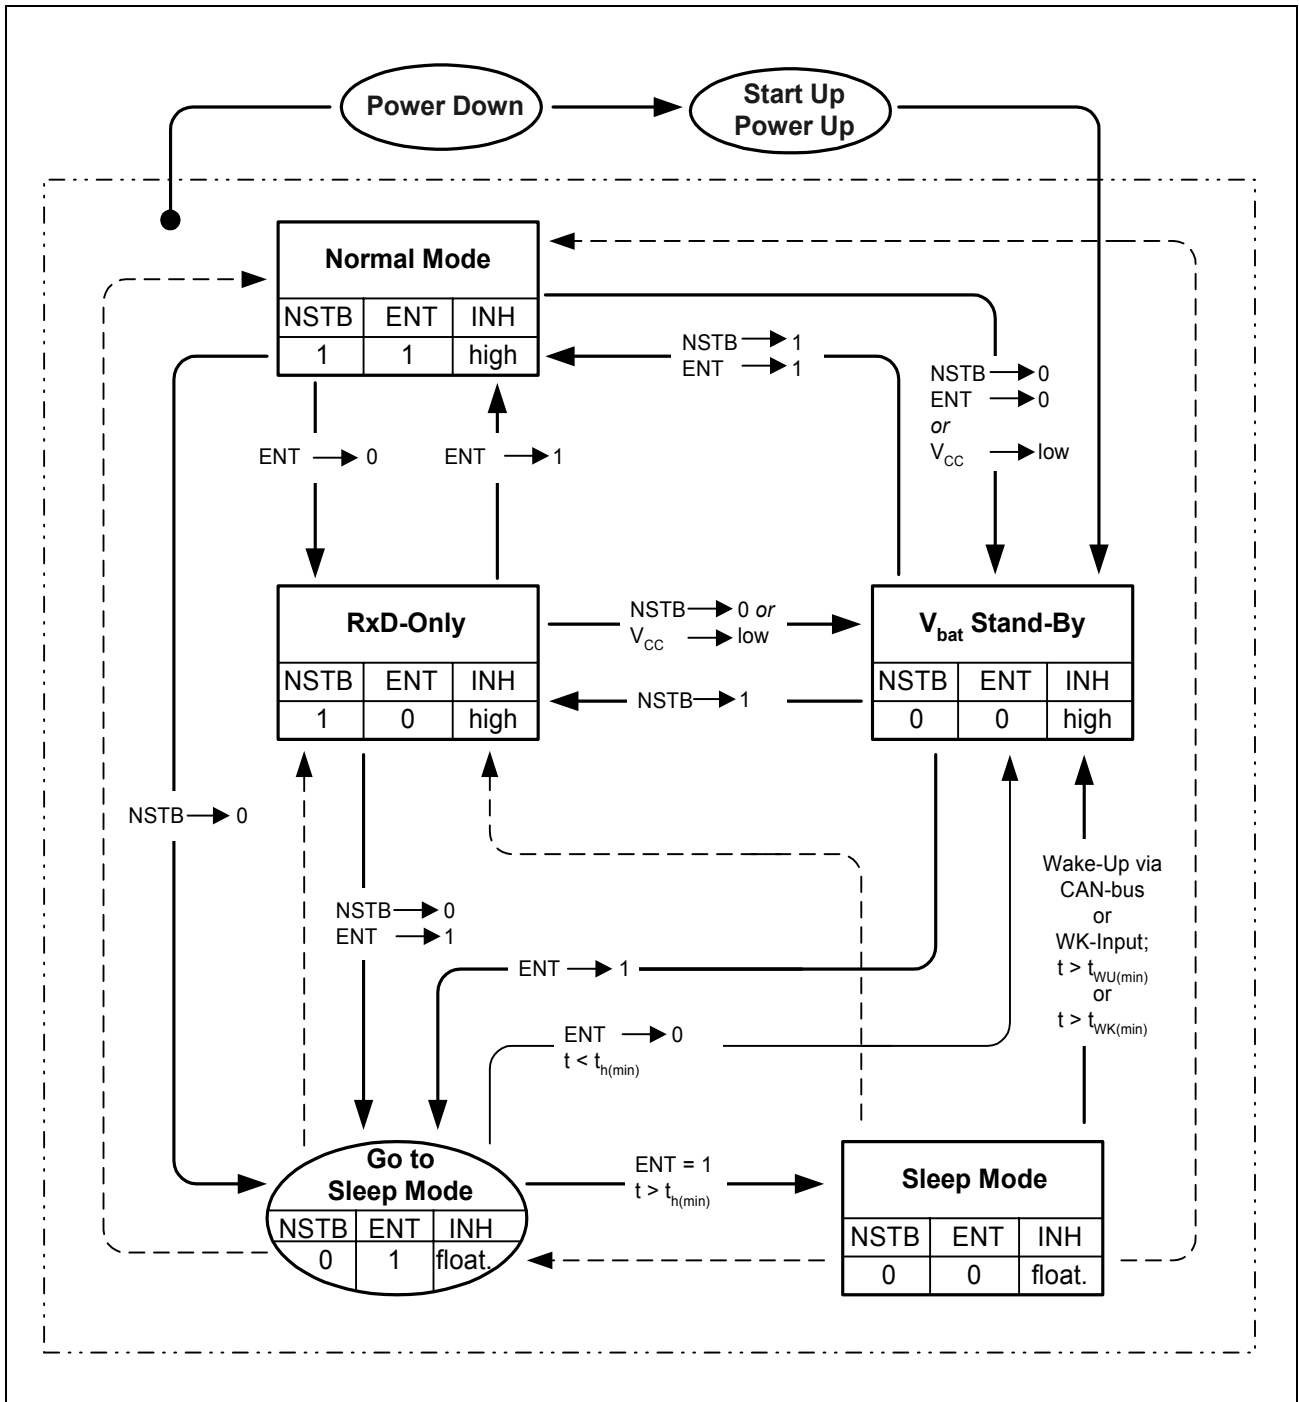 Power Down
Start Up
Power Up
Normal Mode
NSTB ENT INH
1 1 high
NSTB → 1
ENT → 1
NSTB → 0
ENT → 0
or
VCC → low
ENT → 0
ENT → 1
RxD-Only
NSTB ENT INH
1 0 high
NSTB → 0 or
VCC → low
NSTB → 1
Vbat Stand-By
NSTB ENT INH
0 0 high
NSTB → 0
NSTB → 0
ENT → 1
Wake-Up via
CAN-bus
or
WK-Input;
t > tWU(min)
or
t > tWK(min)
ENT → 1
ENT → 0
t < th(min)
Go to
Sleep Mode
NSTB ENT INH
0 1 float.
ENT = 1
t > th(min)
Sleep Mode
NSTB ENT INH
0 0 float.